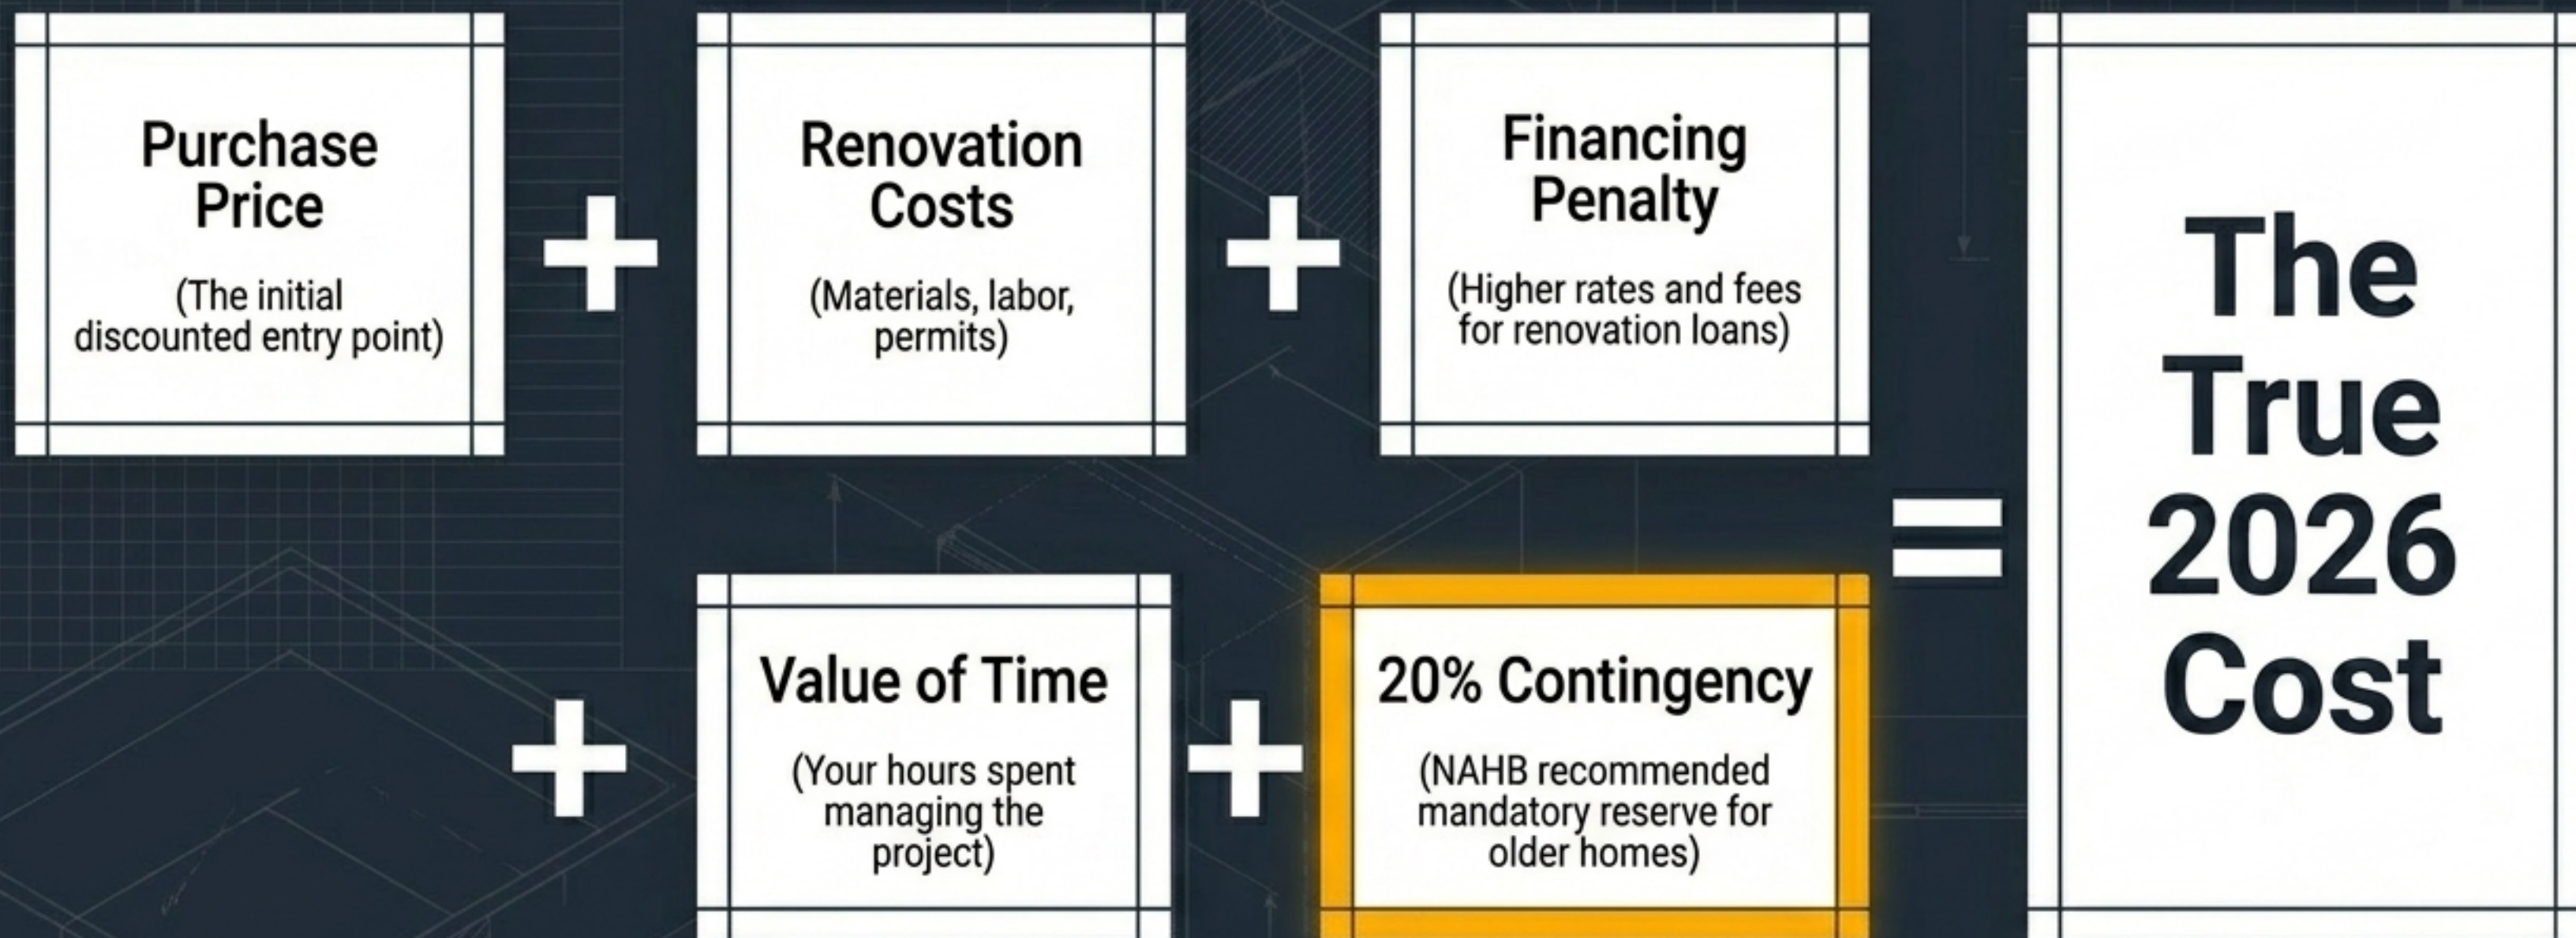 Purchase
Price
(The initial
discounted entry point)
+
Renovation
Costs
(Materials, labor,
permits)
+
Financing
Penalty
(Higher rates and fees
for renovation loans)
+
Value of Time
(Your hours spent
managing the
project)
+
20% Contingency
(NAHB recommended
mandatory reserve for
older homes)
=
The
True
2026
Cost